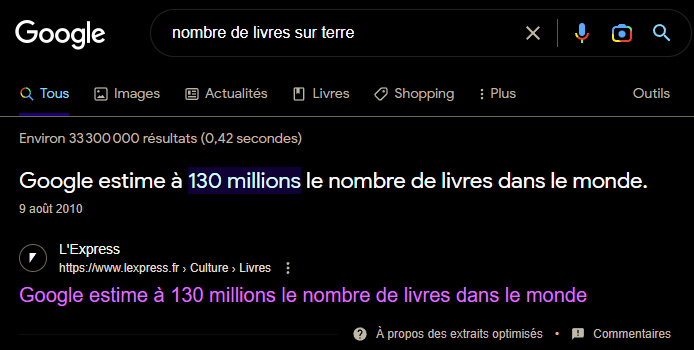 Google nombre de livres sur terre
Tous Images Actualités Livres Shopping Plus Outils
Environ 33 300 000 résultats (0,42 secondes)
Google estime à 130 millions le nombre de livres dans le monde.
9 août 2010
L'Express
https://www.lexpress.fr › Culture › Livres
Google estime à 130 millions le nombre de livres dans le monde
À propos des extraits optimisés • Commentaires